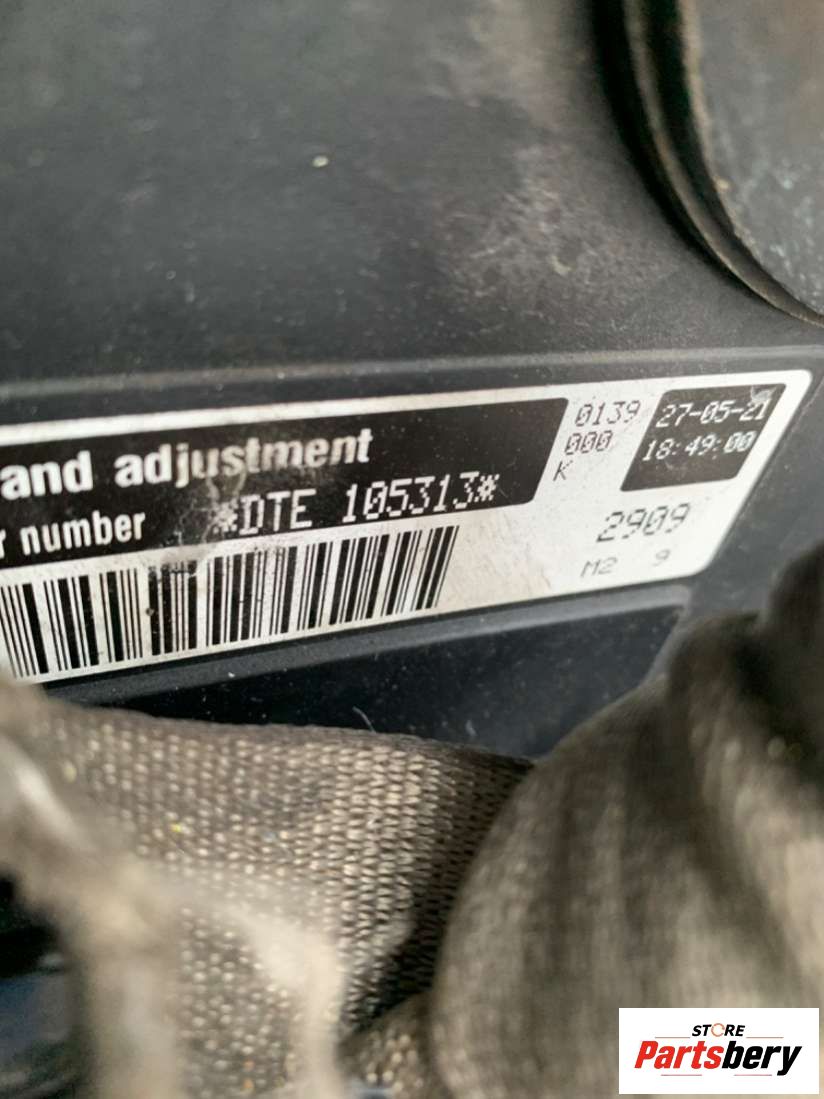 and adjustment
r number *DTE 105313*
0139
000
K
27-05-21
18:49:00
2909
M2 9
STORE
Partsbery